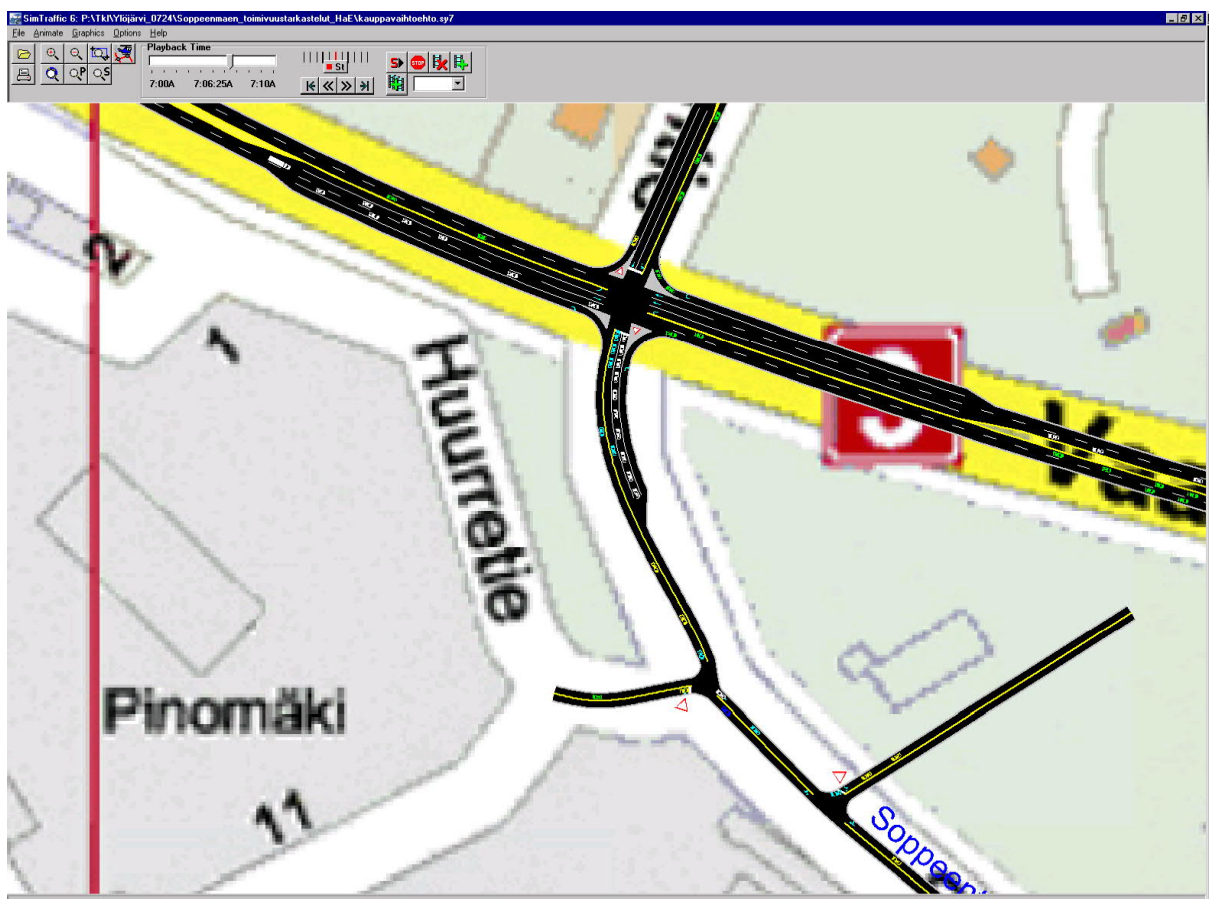 SimTraffic 6: P:\Tkl\Ylöjärvi_0724\Soppeenmaen_toimivuustarkastelut_HaE\kauppavaihtoehto.sy7
File Animate Graphics Options Help
Playback Time
7:00A 7:06:25A 7:10A
St
P
S
S
2
1
Huurretie
3
Vaa
Pinomäki
11
Soppeen